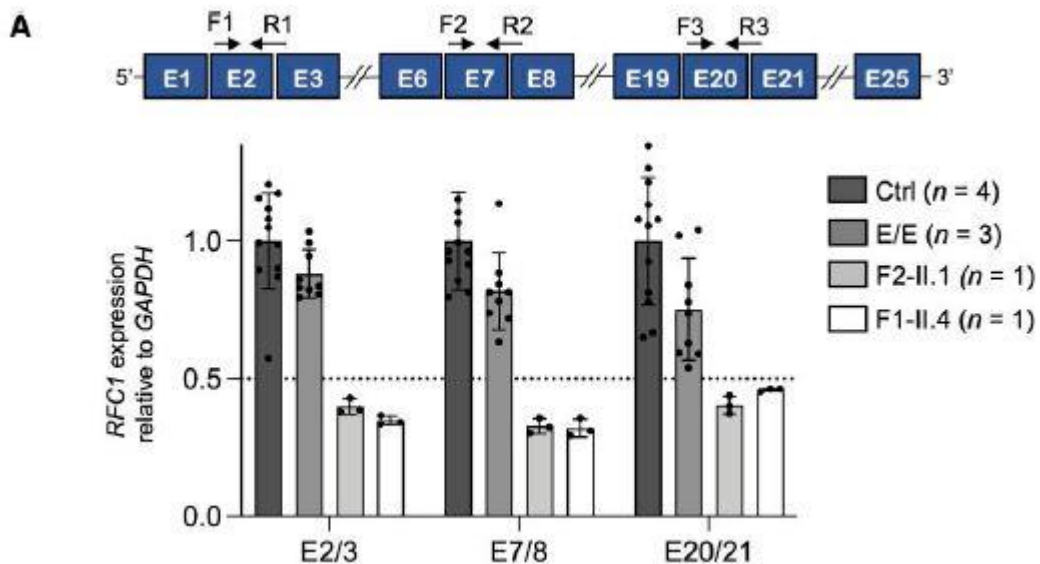 A
F1 R1 F2 R2 F3 R3
5' E1 E2 E3 E6 E7 E8 E19 E20 E21 E25 3'
RFC1 expression
relative to GAPDH
1.0
0.5
0.0
E2/3 E7/8 E20/21
Ctrl (n = 4)
E/E (n = 3)
F2-II.1 (n = 1)
F1-II.4 (n = 1)